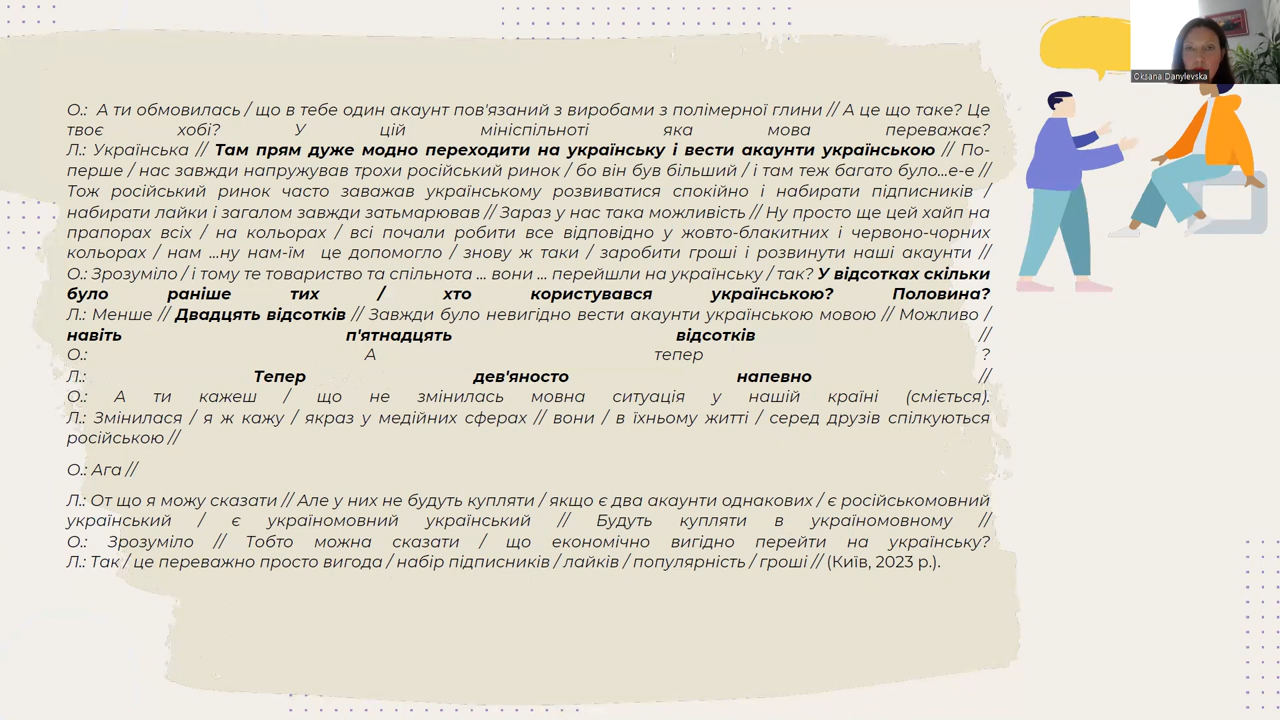 Oksana Danylevska
О.: А ти обмовилась / що в тебе один акаунт пов'язаний з виробами з полімерної глини // А це що таке? Це
твоє хобі? У цій мініспільноті яка мова переважає?
Л.: Українська // Там прям дуже модно переходити на українську і вести акаунти українською // По-
перше / нас завжди напружував трохи російський ринок / бо він був більший / і там теж багато було...е-е //
Тож російський ринок часто заважав українському розвиватися спокійно і набирати підписників /
набирати лайки і загалом завжди затьмарював // Зараз у нас така можливість // Ну просто ще цей хайп на
прапорах всіх / на кольорах / всі почали робити все відповідно у жовто-блакитних і червоно-чорних
кольорах / нам ...ну нам-їм це допомогло / знову ж таки / заробити гроші і розвинути наші акаунти //
О.: Зрозуміло / і тому те товариство та спільнота ... вони ... перейшли на українську / так? У відсотках скільки
було раніше тих / хто користувався українською? Половина?
Л.: Менше // Двадцять відсотків // Завжди було невигідно вести акаунти українською мовою // Можливо /
навіть п'ятнадцять відсотків //
О.: А тепер ?
Л.: Тепер дев'яносто напевно //
О.: А ти кажеш / що не змінилась мовна ситуація у нашій країні (сміється).
Л.: Змінилася / я ж кажу / якраз у медійних сферах // вони / в їхньому житті / серед друзів спілкуються
російською //
О.: Ага //
Л.: От що я можу сказати // Але у них не будуть купляти / якщо є два акаунти однакових / є російськомовний
український / є україномовний український // Будуть купляти в україномовному //
О.: Зрозуміло // Тобто можна сказати / що економічно вигідно перейти на українську?
Л.: Так / це переважно просто вигода / набір підписників / лайків / популярність / гроші // (Київ, 2023 р.).